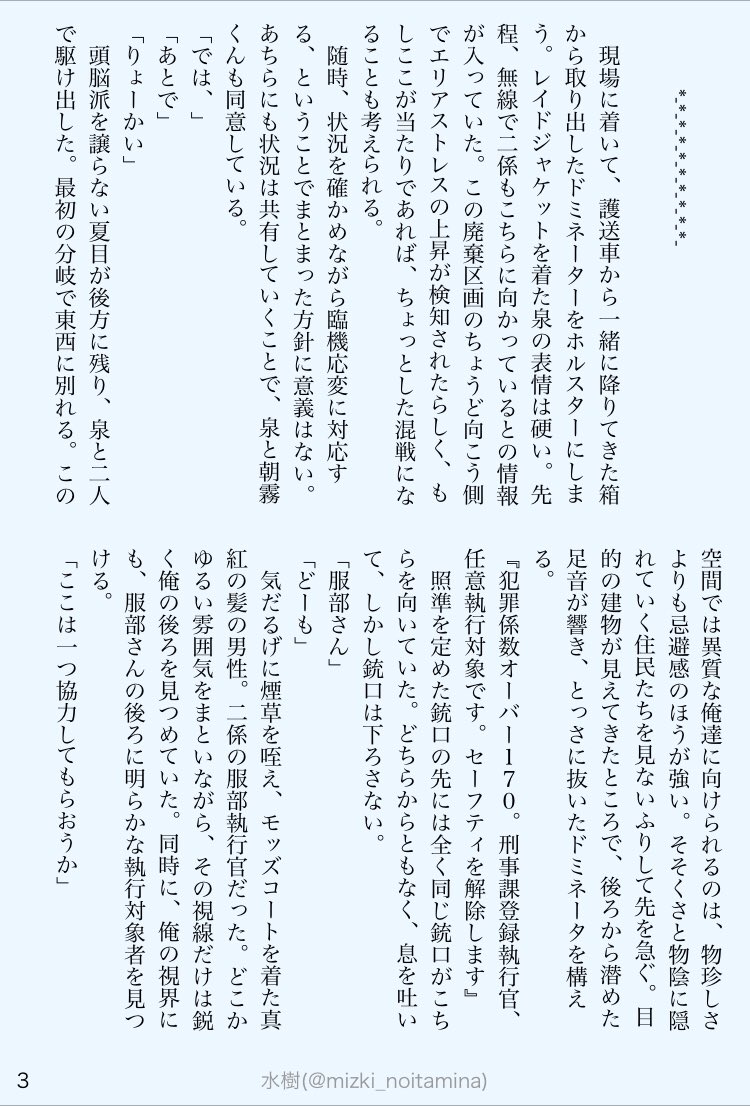 *-*-*-*-*-*-*-*-*-*-
現場に着いて、護送車から一緒に降りてきた箱
から取り出したドミネーターをホルスターにしま
う。レイドジャケットを着た泉の表情は硬い。先
程、無線で二係もこちらに向かっているとの情報
が入っていた。この廃棄区画のちょうど向こう側
でエリアストレスの上昇が検知されたらしく、も
しここが当たりであれば、ちょっとした混戦にな
ることも考えられる。
随時、状況を確かめながら臨機応変に対応す
る、ということでまとまった方針に意義はない。
あちらにも状況は共有していくことで、泉と朝霧
くんも同意している。
「では、」
「あとで」
「りょーかい」
頭脳派を譲らない夏目が後方に残り、泉と二人
で駆け出した。最初の分岐で東西に別れる。この
空間では異質な俺達に向けられるのは、物珍しさ
よりも忌避感のほうが強い。そそくさと物陰に隠
れていく住民たちを見ないふりして先を急ぐ。目
的の建物が見えてきたところで、後ろから潜めた
足音が響き、とっさに抜いたドミネータを構え
る。
『犯罪係数オーバー１７０。刑事課登録執行官、
任意執行対象です。セーフティを解除します』
照準を定めた銃口の先には全く同じ銃口がこち
らを向いていた。どちらからともなく、息を吐い
て、しかし銃口は下ろさない。
「服部さん」
「どーも」
気だるげに煙草を咥え、モッズコートを着た真
紅の髪の男性。二係の服部執行官だった。どこか
ゆるい雰囲気をまといながら、その視線だけは鋭
く俺の後ろを見つめていた。同時に、俺の視界に
も、服部さんの後ろに明らかな執行対象者を見つ
ける。
「ここは一つ協力してもらおうか」
3
水樹(@mizki_noitamina)